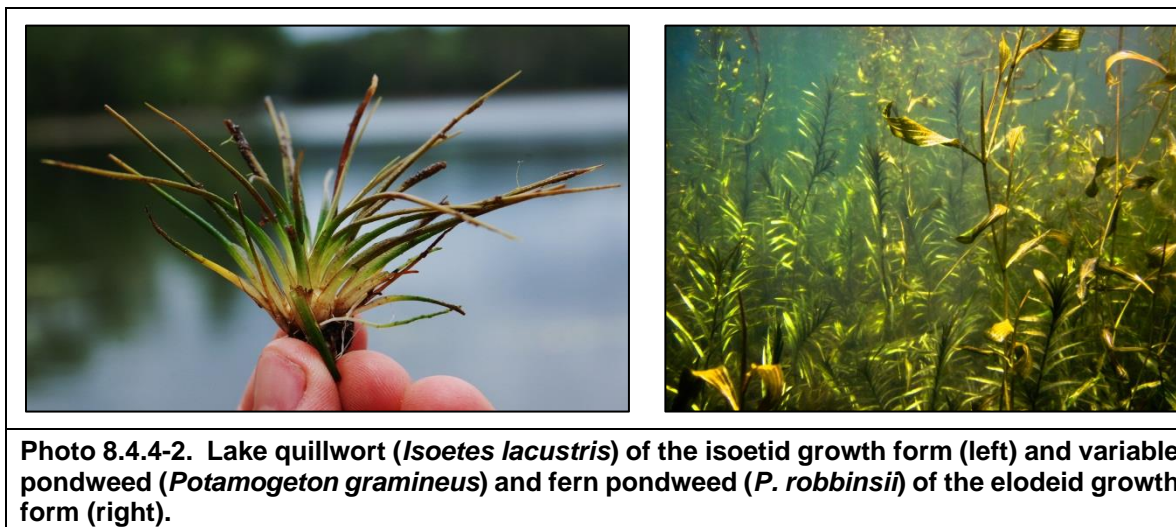 Photo 8.4.4-2. Lake quillwort (Isoetes lacustris) of the isoetid growth form (left) and variable
pondweed (Potamogeton gramineus) and fern pondweed (P. robbinsii) of the elodeid growth
form (right).